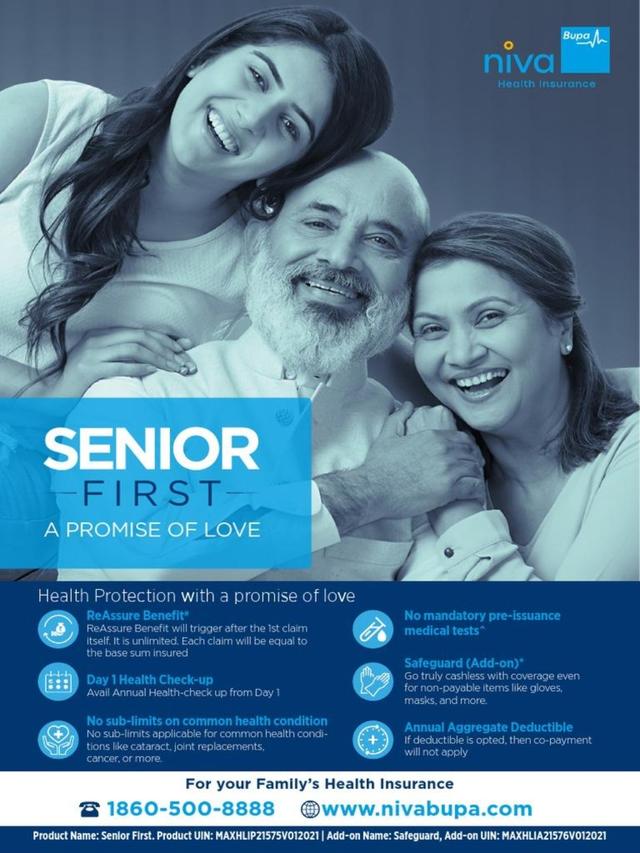 niva
Bupa
Health Insurance
SENIOR
FIRST
A PROMISE OF LOVE
Health Protection with a promise of love
ReAssure Benefit#
ReAssure Benefit will trigger after the 1st claim
itself. It is unlimited. Each claim will be equal to
the base sum insured
Day 1 Health Check-up
Avail Annual Health-check up from Day 1
No sub-limits on common health condition
No sub-limits applicable for common health condi-
tions like cataract, joint replacements,
cancer, or more.
No mandatory pre-issuance
medical tests^
Safeguard (Add-on)*
Go truly cashless with coverage even
for non-payable items like gloves,
masks, and more.
Annual Aggregate Deductible
If deductible is opted, then co-payment
will not apply
For your Family's Health Insurance
1860-500-8888 www.nivabupa.com
Product Name: Senior First. Product UIN: MAXHLIP21575V012021 | Add-on Name: Safeguard, Add-on UIN: MAXHLIA21576V012021